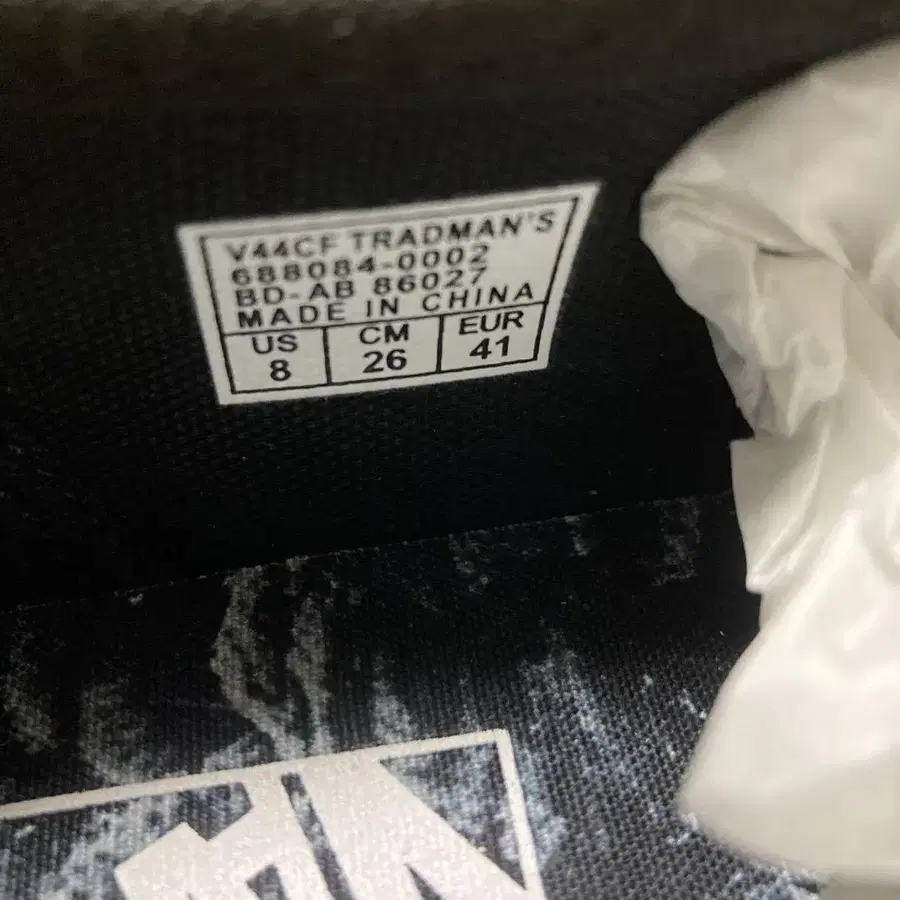 V44CF TRADMAN'S
688084-0002
BD-AB 86027
MADE IN CHINA
US CM EUR
8 26 41